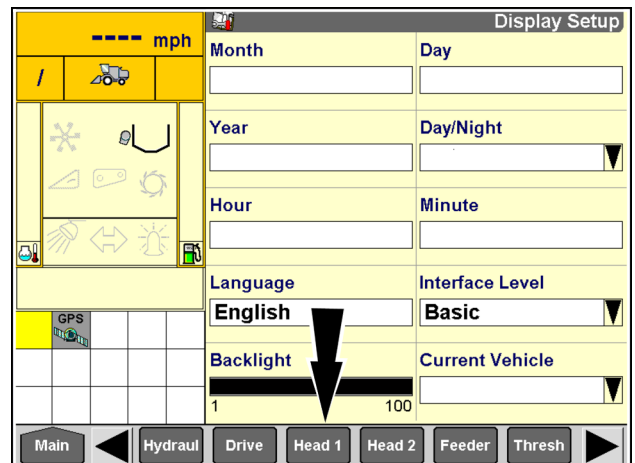 ---- mph
Display Setup
/
Month
Day
Year
Day/Night
Hour
Minute
Language
Interface Level
English
Basic
GPS
Backlight
Current Vehicle
1 100
Main Hydraul Drive Head 1 Head 2 Feeder Thresh